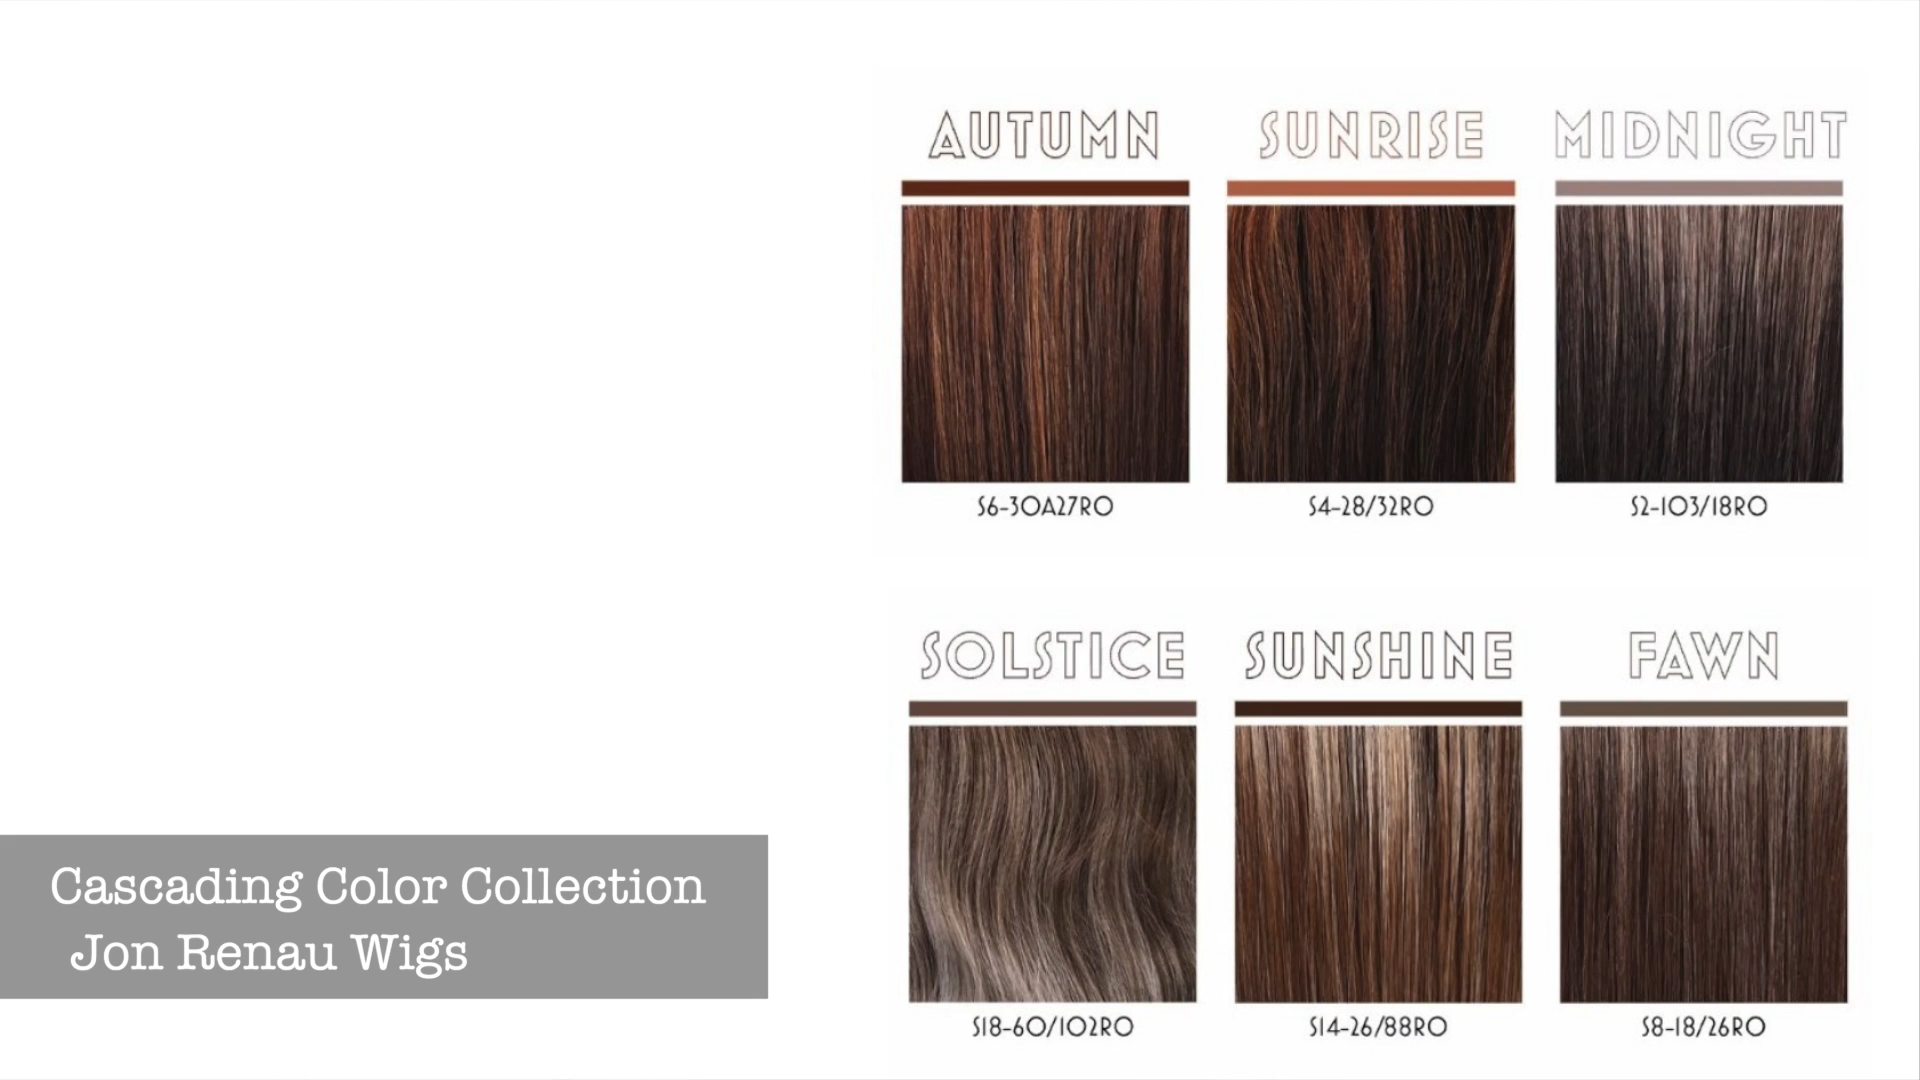 AUTUMN SUNRISE MIDNIGHT
S6-30A27RO S4-28/32RO S2-103/18RO
SOLSTICE SUNSHINE FAWN
S18-60/102RO S14-26/88RO S8-18/26RO
Cascading Color Collection
Jon Renau Wigs